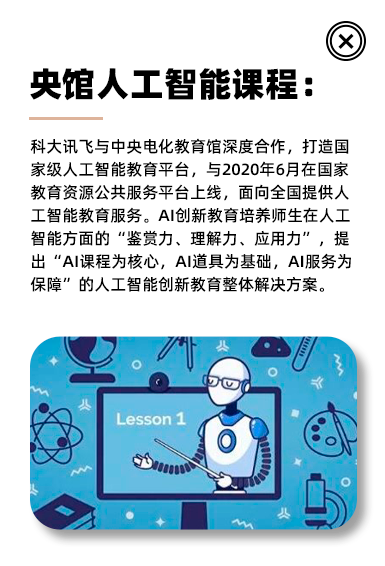 央馆人工智能课程：
科大讯飞与中央电化教育馆深度合作，打造国
家级人工智能教育平台，与2020年6月在国家
教育资源公共服务平台上线，面向全国提供人
工智能教育服务。AI创新教育培养师生在人工
智能方面的“鉴赏力、理解力、应用力”，提
出“AI课程为核心，AI道具为基础，AI服务为
保障”的人工智能创新教育整体解决方案。
Lesson 1